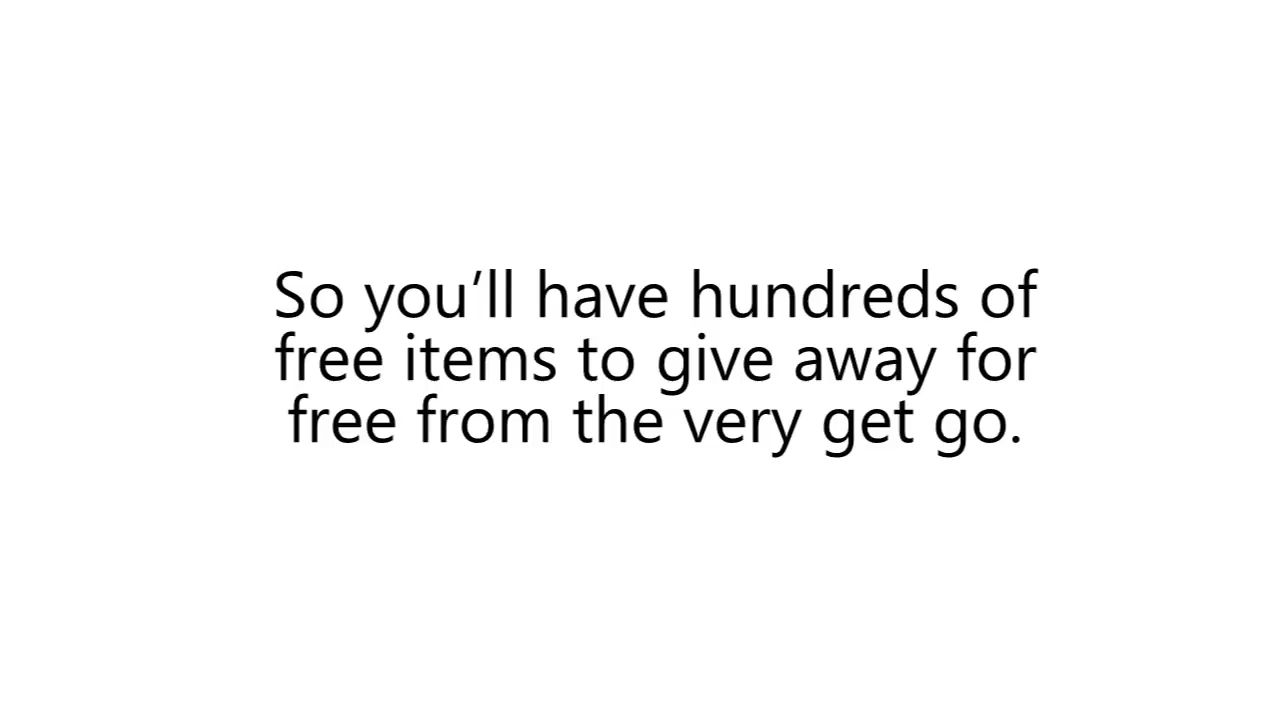 So you’ll have hundreds of
free items to give away for
free from the very get go.